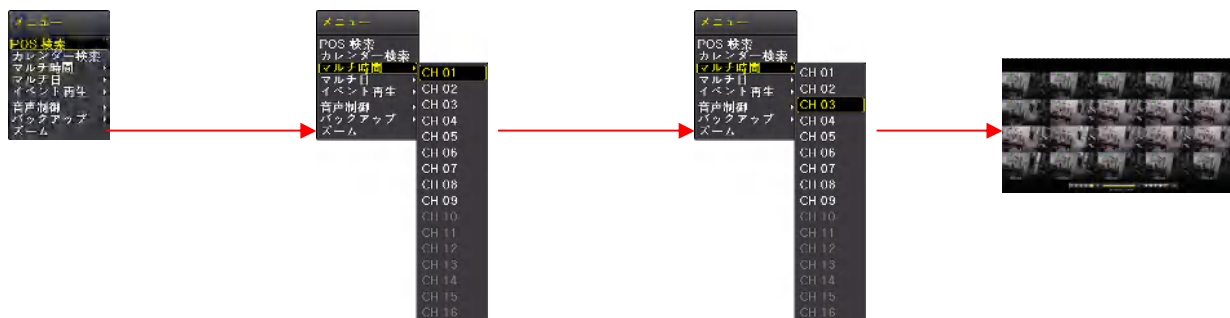 メニュー
POS 検索
カレンダー検索
マルチ時間
マルチ日
イベント再生
音声制御
バックアップ
ズーム
メニュー
POS 検索
カレンダー検索
マルチ時間
マルチ日
イベント再生
音声制御
バックアップ
ズーム
CH 01
CH 02
CH 03
CH 04
CH 05
CH 06
CH 07
CH 08
CH 09
CH 10
CH 11
CH 12
CH 13
CH 14
CH 15
CH 16
メニュー
POS 検索
カレンダー検索
マルチ時間
マルチ日
イベント再生
音声制御
バックアップ
ズーム
CH 01
CH 02
CH 03
CH 04
CH 05
CH 06
CH 07
CH 08
CH 09
CH 10
CH 11
CH 12
CH 13
CH 14
CH 15
CH 16